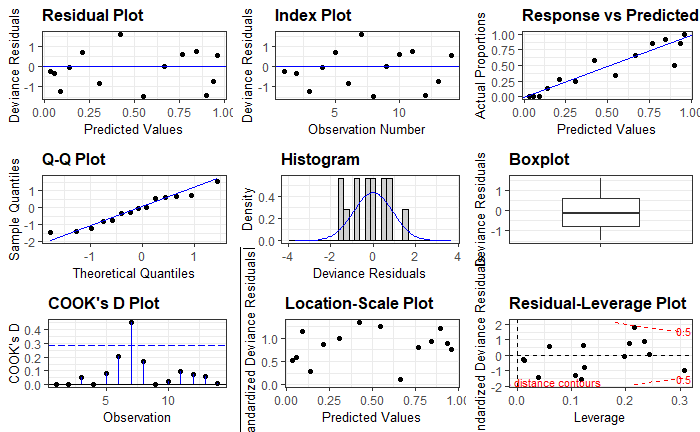 Residual Plot
Deviance Residuals
1
0
-1
0.00 0.25 0.50 0.75 1.00
Predicted Values
Index Plot
Deviance Residuals
1
0
-1
5 10
Observation Number
Response vs Predicted
Actual Proportions
1.00
0.75
0.50
0.25
0.00
0.00 0.25 0.50 0.75 1.00
Predicted Values
Q-Q Plot
Sample Quantiles
1
0
-1
-2
-1 0 1
Theoretical Quantiles
Histogram
Density
0.4
0.2
0.0
-4 -2 0 2 4
Deviance Residuals
Boxplot
Deviance Residuals
1
0
-1
COOK's D Plot
COOK's D
0.4
0.3
0.2
0.1
0.0
5 10
Observation
Location-Scale Plot
andardized Deviance Residuals|
1.0
0.5
0.0
0.00 0.25 0.50 0.75 1.00
Predicted Values
Residual-Leverage Plot
andardized Deviance Residuals
2
1
0
-1
-2
0.5
0.5
distance contours
0.0 0.1 0.2 0.3
Leverage